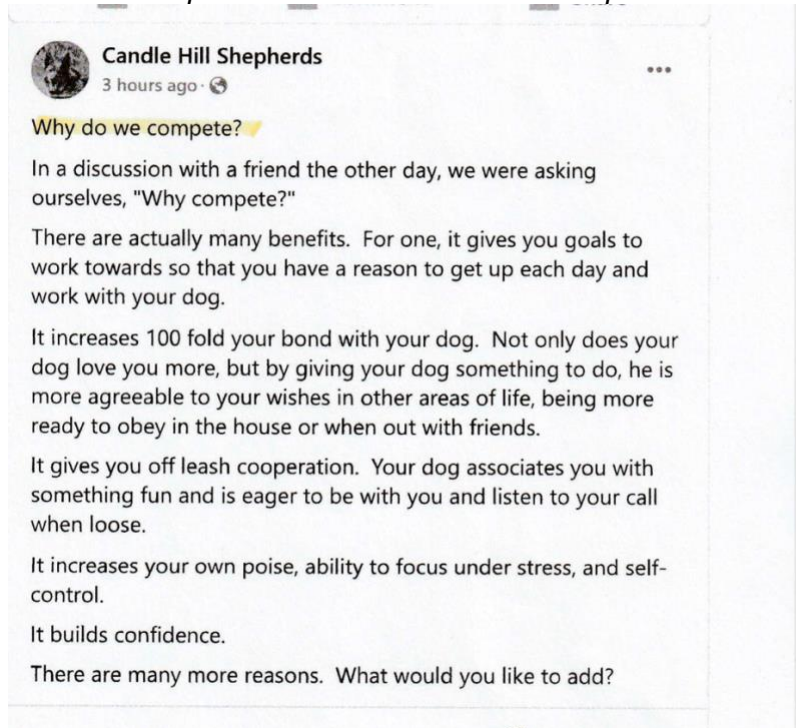 Candle Hill Shepherds
3 hours ago ·
Why do we compete?
In a discussion with a friend the other day, we were asking
ourselves, "Why compete?"
There are actually many benefits.  For one, it gives you goals to
work towards so that you have a reason to get up each day and
work with your dog.
It increases 100 fold your bond with your dog.  Not only does your
dog love you more, but by giving your dog something to do, he is
more agreeable to your wishes in other areas of life, being more
ready to obey in the house or when out with friends.
It gives you off leash cooperation.  Your dog associates you with
something fun and is eager to be with you and listen to your call
when loose.
It increases your own poise, ability to focus under stress, and self-
control.
It builds confidence.
There are many more reasons.  What would you like to add?